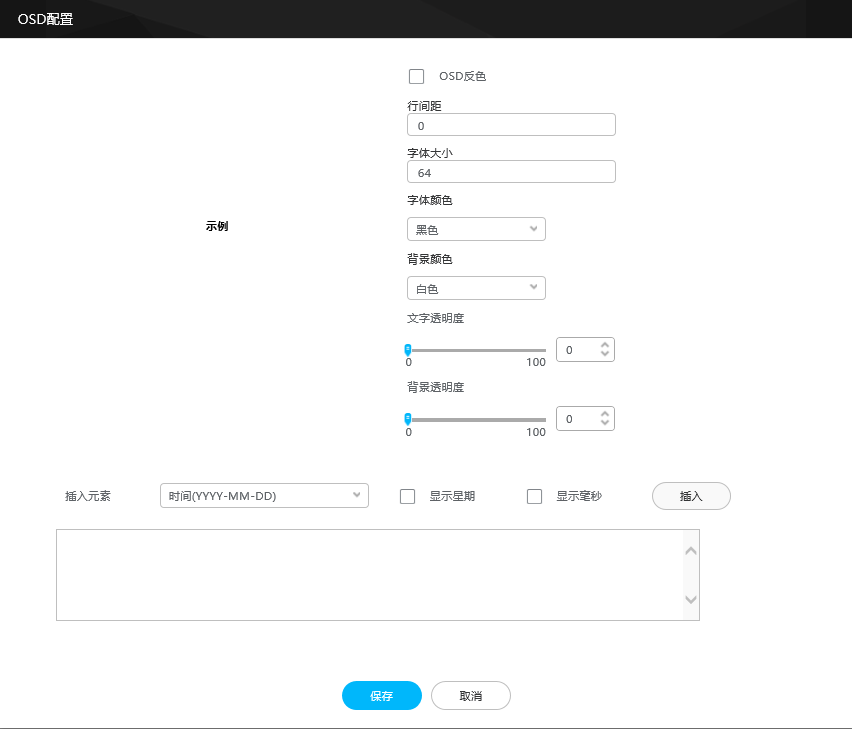 OSD配置
OSD反色
行间距
0
字体大小
64
字体颜色
示例
黑色
背景颜色
白色
文字透明度
0
0 100
背景透明度
0
0 100
插入元素 时间(YYYY-MM-DD) 显示星期 显示毫秒 插入
保存 取消